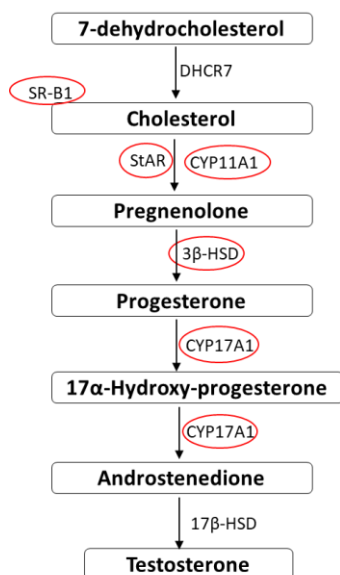 7-dehydrocholesterol
DHCR7
SR-B1
Cholesterol
StAR CYP11A1
Pregnenolone
3β-HSD
Progesterone
CYP17A1
17α-Hydroxy-progesterone
CYP17A1
Androstenedione
17β-HSD
Testosterone